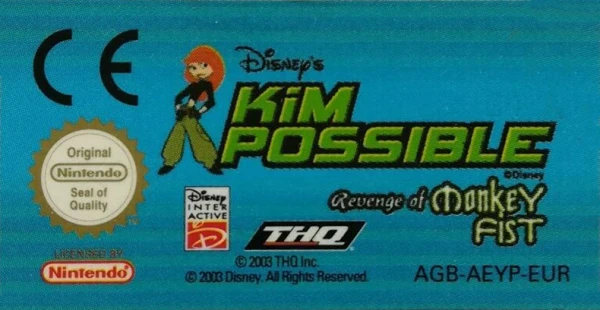 CE
Disney's
KiM
POSSIBLE
©Disney
Revenge of MonKEY
FIST
Original
Nintendo
Seal of
Quality
TM
LICENSED BY
Nintendo
Disney
INTER
ACTIVE
D
THQ
© 2003 THQ Inc.
© 2003 Disney. All Rights Reserved.
AGB-AEYP-EUR